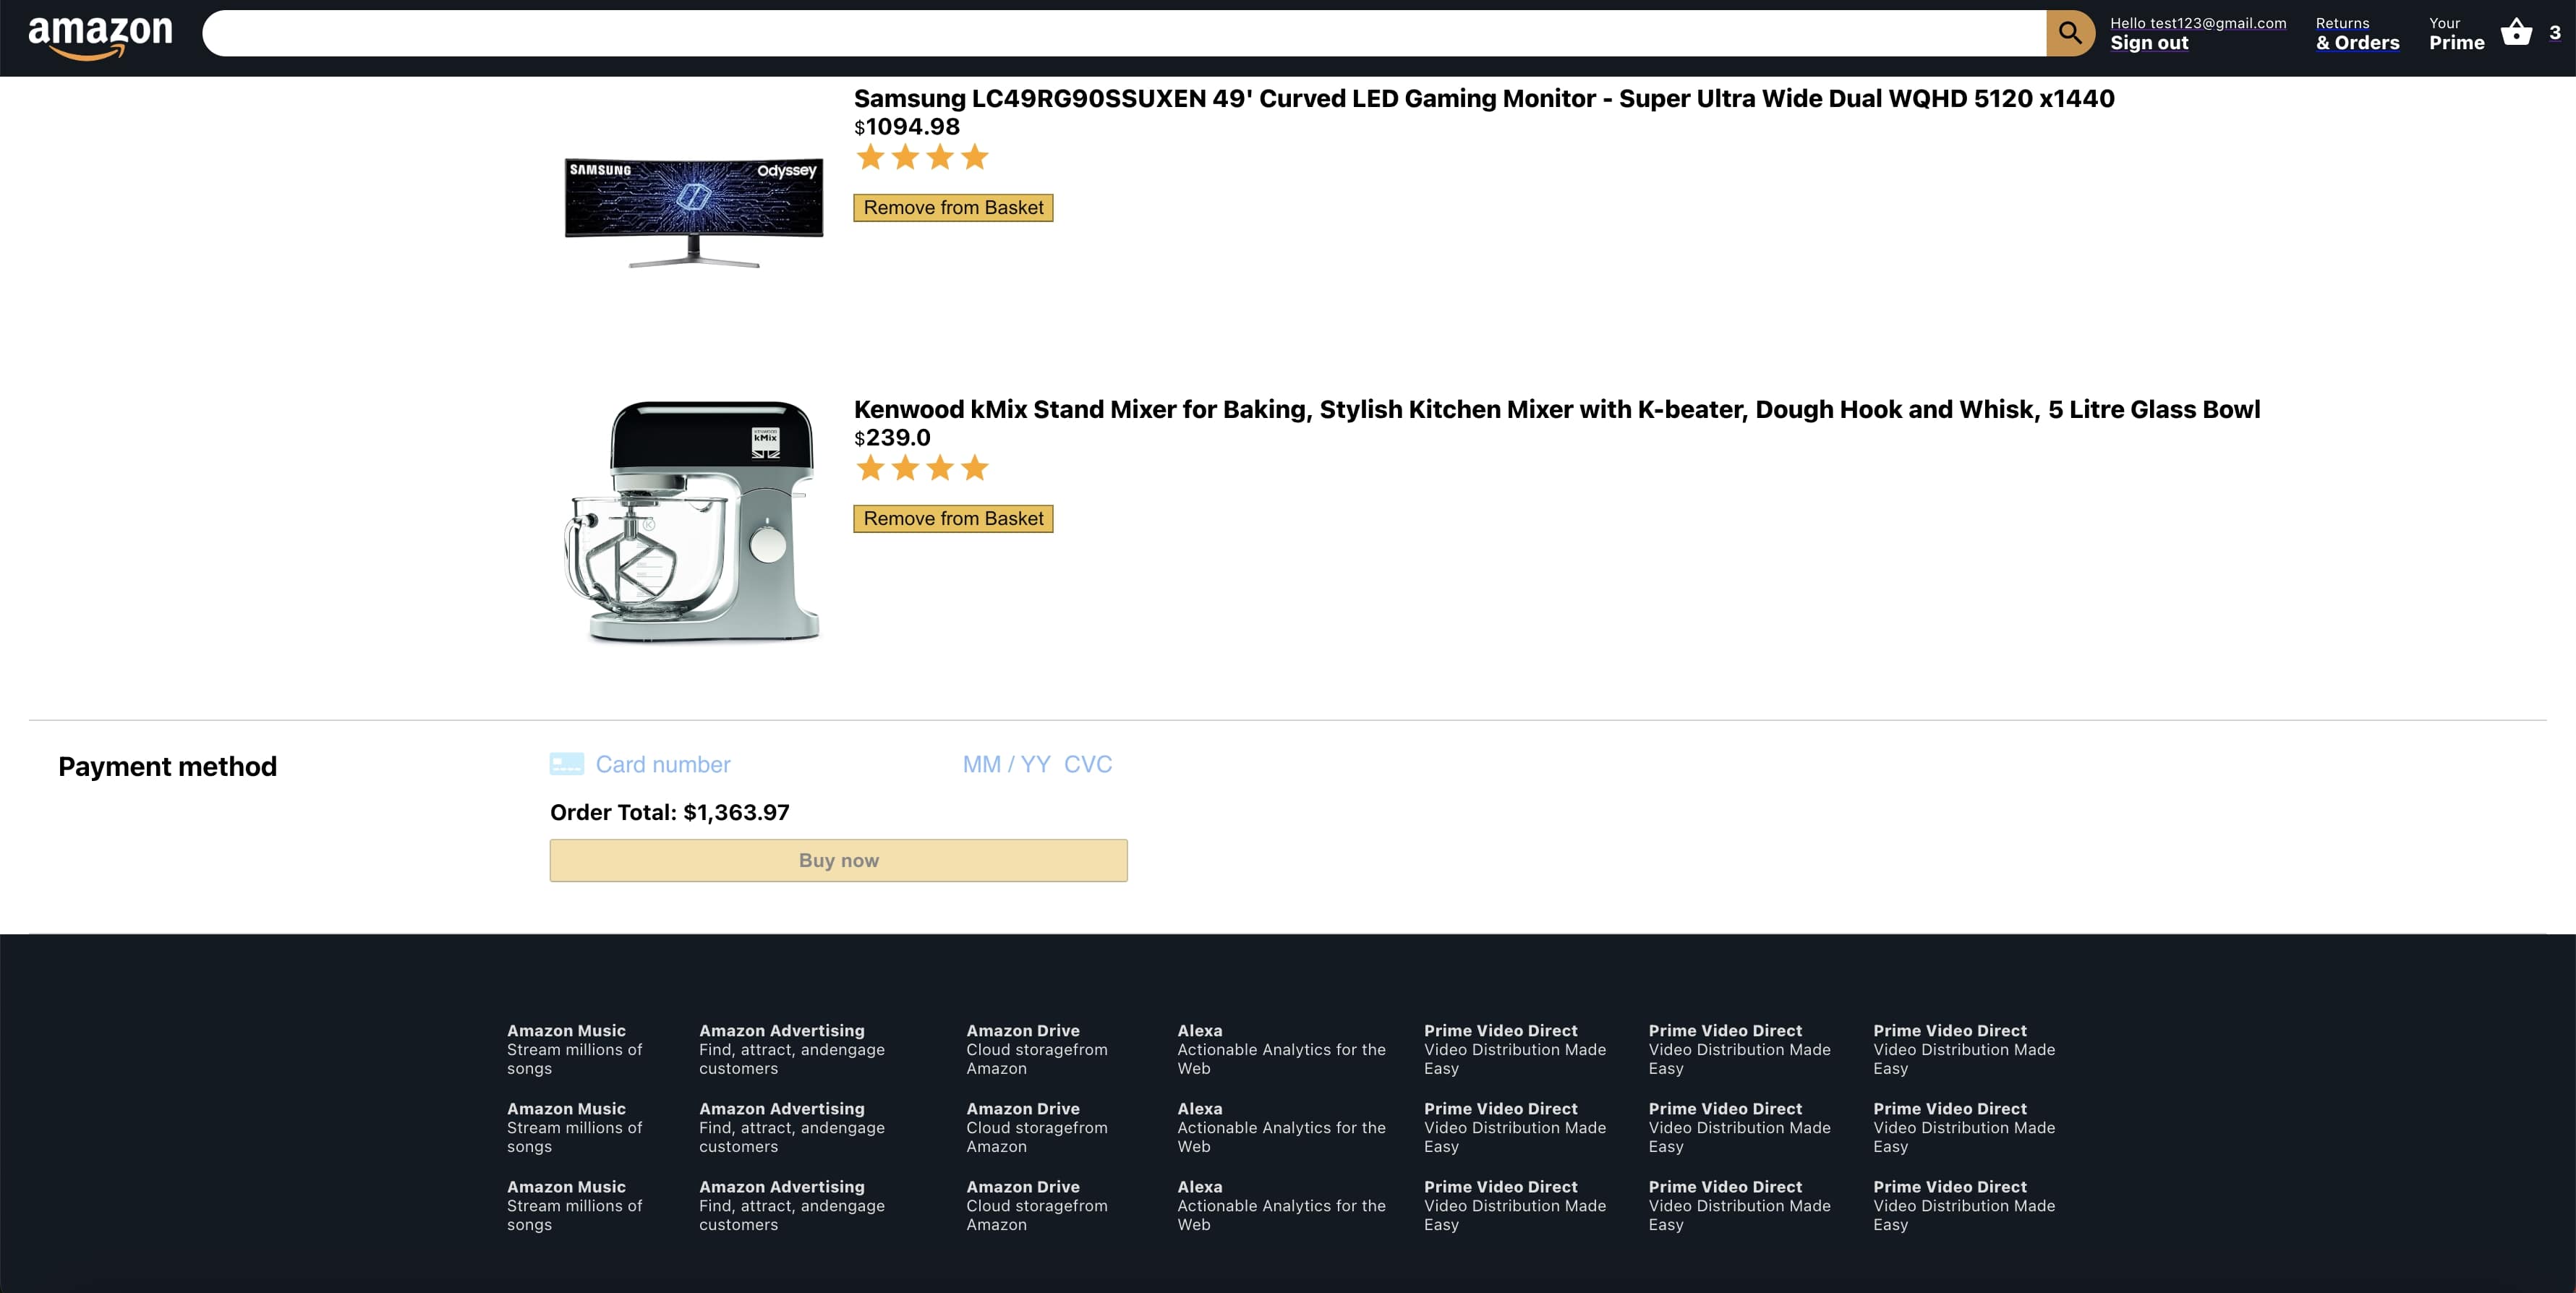 amazon
Hello test123@gmail.com
Sign out
Returns
& Orders
Your
Prime
3
Samsung LC49RG90SSUXEN 49' Curved LED Gaming Monitor - Super Ultra Wide Dual WQHD 5120 x1440
$1094.98
SAMSUNG
Odyssey
Remove from Basket
Kenwood kMix Stand Mixer for Baking, Stylish Kitchen Mixer with K-beater, Dough Hook and Whisk, 5 Litre Glass Bowl
$239.0
kMix
Remove from Basket
Payment method
Card number MM / YY CVC
Order Total: $1,363.97
Buy now
Amazon Music
Stream millions of
songs
Amazon Advertising
Find, attract, andengage
customers
Amazon Drive
Cloud storagefrom
Amazon
Alexa
Actionable Analytics for the
Web
Prime Video Direct
Video Distribution Made
Easy
Prime Video Direct
Video Distribution Made
Easy
Prime Video Direct
Video Distribution Made
Easy
Amazon Music
Stream millions of
songs
Amazon Advertising
Find, attract, andengage
customers
Amazon Drive
Cloud storagefrom
Amazon
Alexa
Actionable Analytics for the
Web
Prime Video Direct
Video Distribution Made
Easy
Prime Video Direct
Video Distribution Made
Easy
Prime Video Direct
Video Distribution Made
Easy
Amazon Music
Stream millions of
songs
Amazon Advertising
Find, attract, andengage
customers
Amazon Drive
Cloud storagefrom
Amazon
Alexa
Actionable Analytics for the
Web
Prime Video Direct
Video Distribution Made
Easy
Prime Video Direct
Video Distribution Made
Easy
Prime Video Direct
Video Distribution Made
Easy